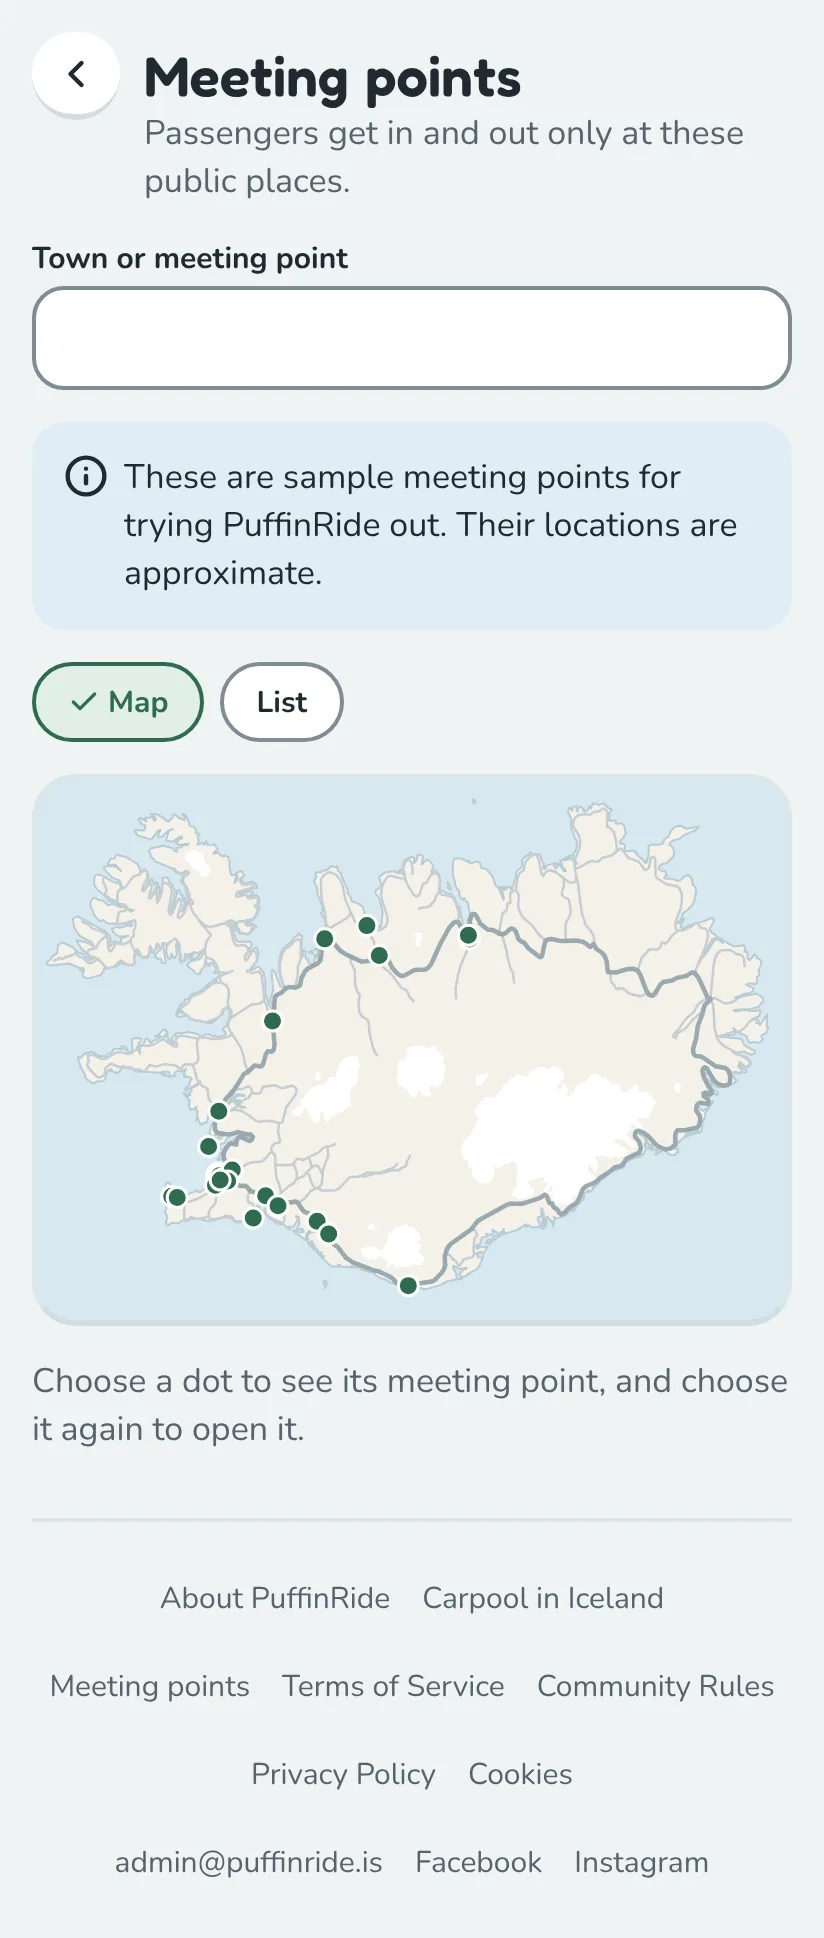 Meeting points
Passengers get in and out only at these
public places.
Town or meeting point
These are sample meeting points for
trying PuffinRide out. Their locations are
approximate.
Map List
Choose a dot to see its meeting point, and choose
it again to open it.
About PuffinRide Carpool in Iceland
Meeting points Terms of Service Community Rules
Privacy Policy Cookies
admin@puffinride.is Facebook Instagram